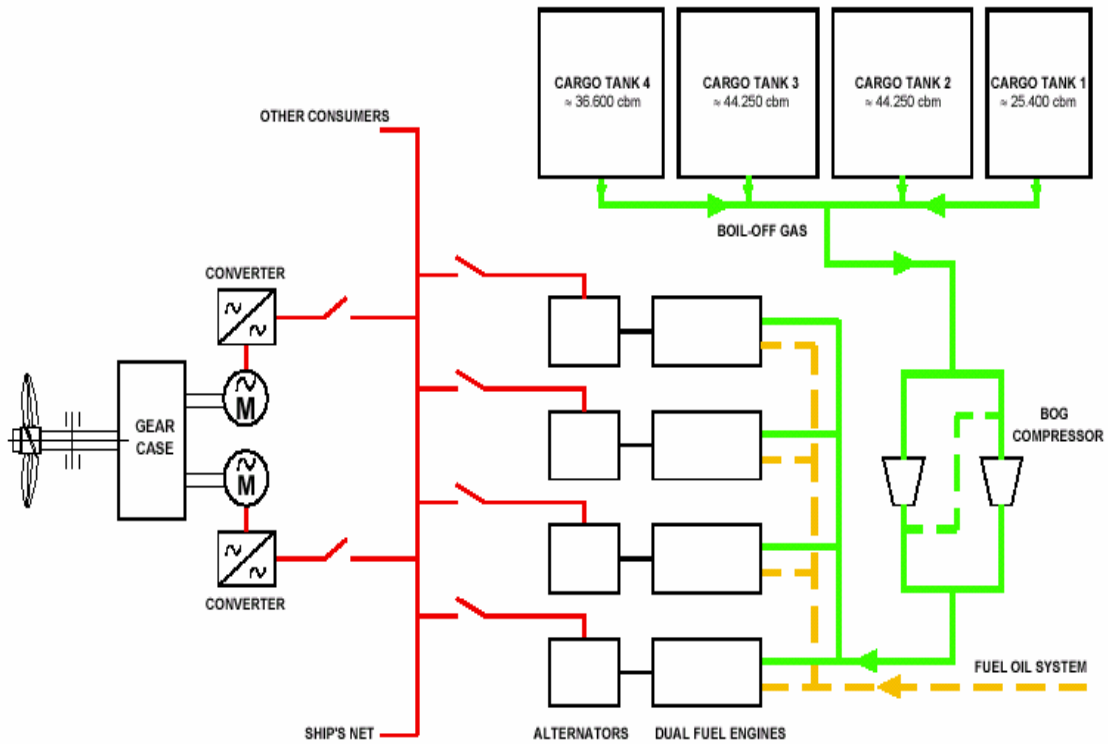 CARGO TANK 4
≈ 36.600 cbm
CARGO TANK 3
≈ 44.250 cbm
CARGO TANK 2
≈ 44.250 cbm
CARGO TANK 1
≈ 25.400 cbm
OTHER CONSUMERS
BOIL-OFF GAS
CONVERTER
M
GEAR
CASE
BOG
COMPRESSOR
M
CONVERTER
FUEL OIL SYSTEM
SHIP'S NET
ALTERNATORS
DUAL FUEL ENGINES